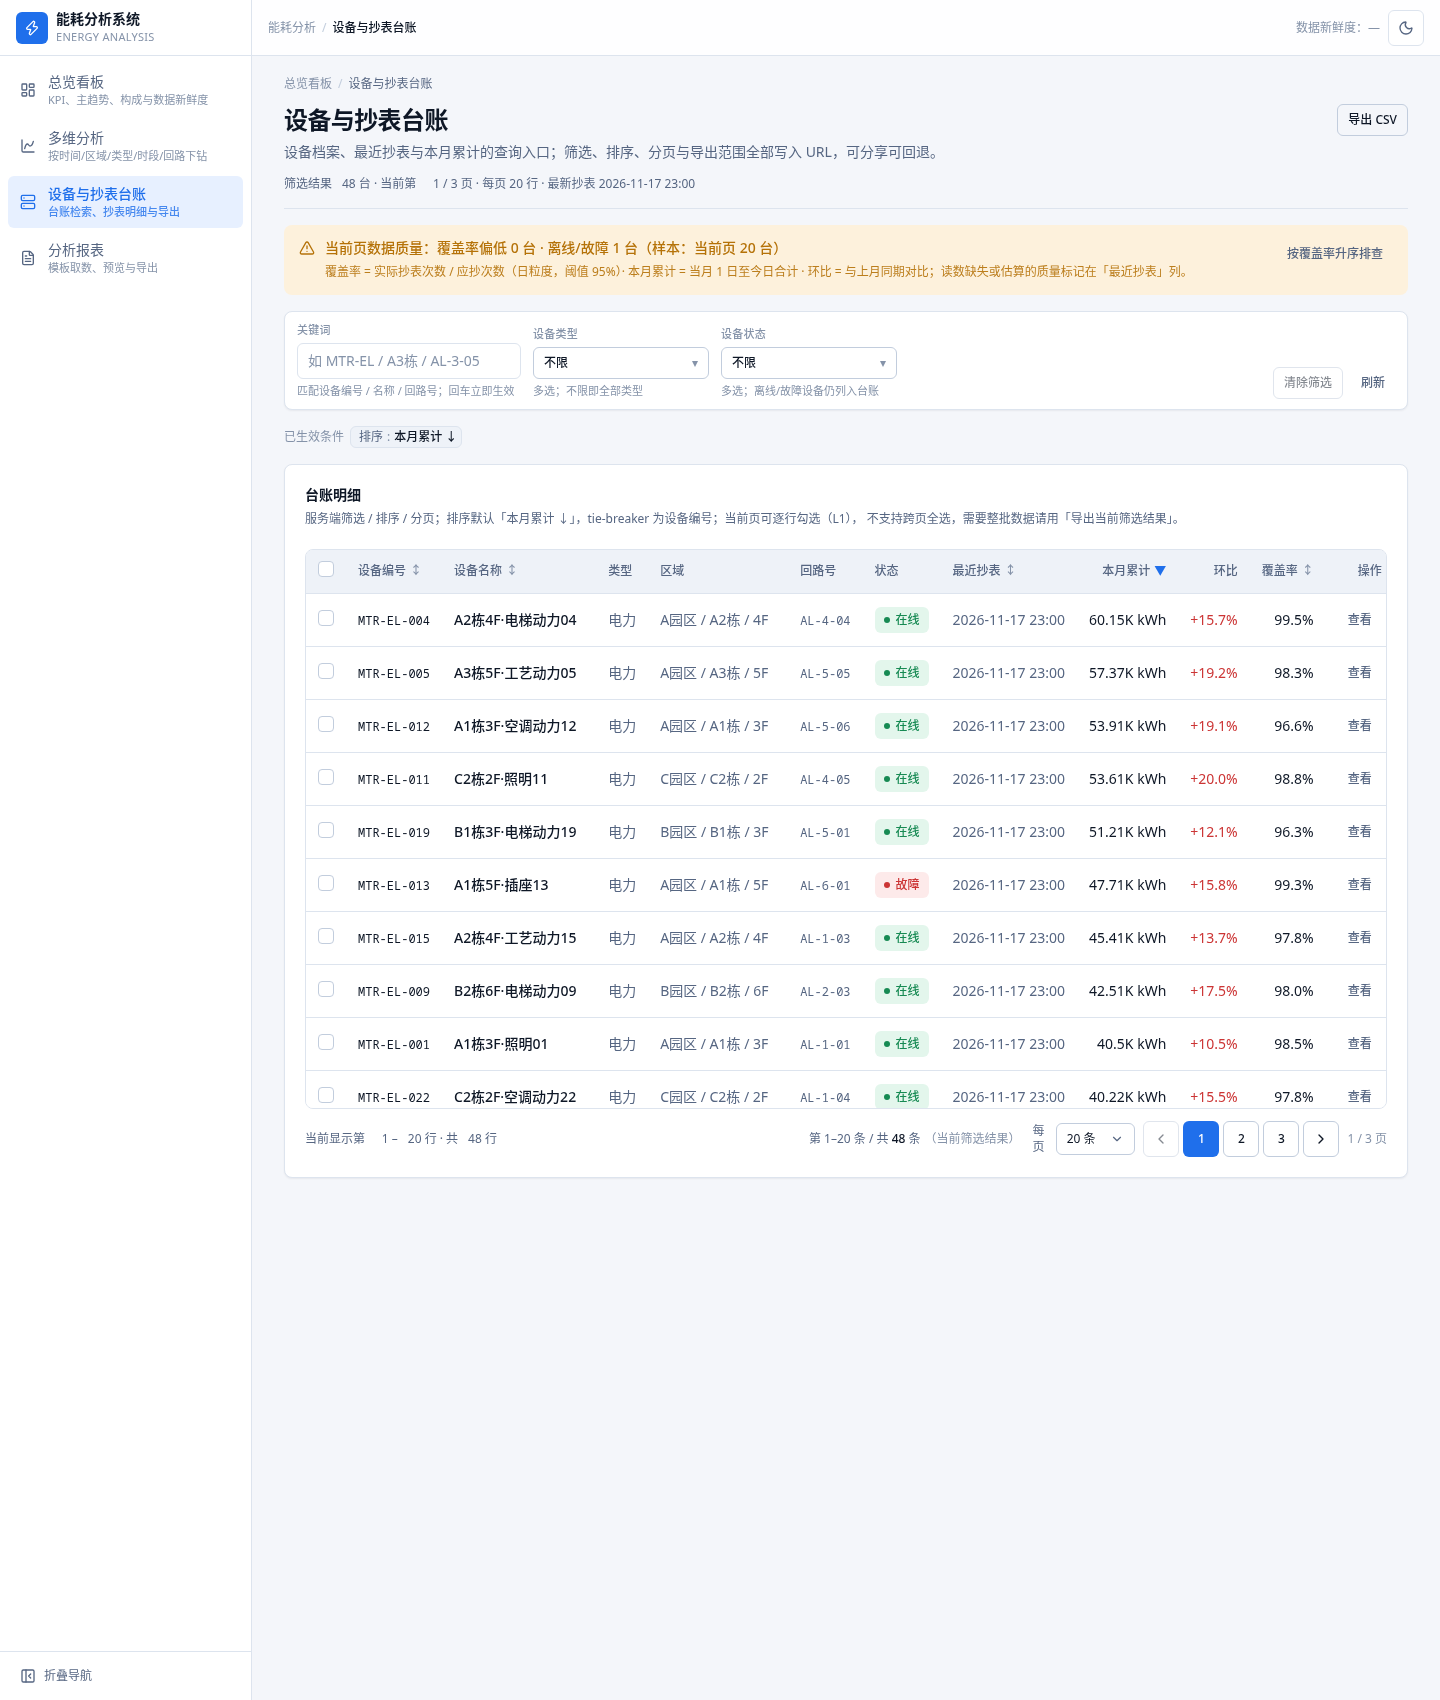 能耗分析系统
ENERGY ANALYSIS
总览看板
KPI、主趋势、构成与数据新鲜度
多维分析
按时间/区域/类型/时段/回路下钻
设备与抄表台账
台账检索、抄表明细与导出
分析报表
模板取数、预览与导出
折叠导航
能耗分析 / 设备与抄表台账
数据新鲜度：—
总览看板 / 设备与抄表台账
设备与抄表台账
导出 CSV
设备档案、最近抄表与本月累计的查询入口；筛选、排序、分页与导出范围全部写入 URL，可分享可回退。
筛选结果 48 台 · 当前第 1 / 3 页 · 每页 20 行 · 最新抄表 2026-11-17 23:00
当前页数据质量：覆盖率偏低 0 台 · 离线/故障 1 台（样本：当前页 20 台）
覆盖率 = 实际抄表次数 / 应抄次数（日粒度，阈值 95%）· 本月累计 = 当月 1 日至今日合计 · 环比 = 与上月同期对比；读数缺失或估算的质量标记在「最近抄表」列。
按覆盖率升序排查
关键词
如 MTR-EL / A3栋 / AL-3-05
匹配设备编号 / 名称 / 回路号；回车立即生效
设备类型
不限 ▾
多选；不限即全部类型
设备状态
不限 ▾
多选；离线/故障设备仍列入台账
清除筛选
刷新
已生效条件 排序 : 本月累计 ↓
台账明细
服务端筛选 / 排序 / 分页；排序默认「本月累计 ↓」，tie-breaker 为设备编号；当前页可逐行勾选（L1）， 不支持跨页全选，需要整批数据请用「导出当前筛选结果」。
设备编号 ↕ 设备名称 ↕ 类型 区域 回路号 状态 最近抄表 ↕ 本月累计 ▼ 环比 覆盖率 ↕ 操作
MTR-EL-004 A2栋4F·电梯动力04 电力 A园区 / A2栋 / 4F AL-4-04 在线 2026-11-17 23:00 60.15K kWh +15.7% 99.5% 查看
MTR-EL-005 A3栋5F·工艺动力05 电力 A园区 / A3栋 / 5F AL-5-05 在线 2026-11-17 23:00 57.37K kWh +19.2% 98.3% 查看
MTR-EL-012 A1栋3F·空调动力12 电力 A园区 / A1栋 / 3F AL-5-06 在线 2026-11-17 23:00 53.91K kWh +19.1% 96.6% 查看
MTR-EL-011 C2栋2F·照明11 电力 C园区 / C2栋 / 2F AL-4-05 在线 2026-11-17 23:00 53.61K kWh +20.0% 98.8% 查看
MTR-EL-019 B1栋3F·电梯动力19 电力 B园区 / B1栋 / 3F AL-5-01 在线 2026-11-17 23:00 51.21K kWh +12.1% 96.3% 查看
MTR-EL-013 A1栋5F·插座13 电力 A园区 / A1栋 / 5F AL-6-01 故障 2026-11-17 23:00 47.71K kWh +15.8% 99.3% 查看
MTR-EL-015 A2栋4F·工艺动力15 电力 A园区 / A2栋 / 4F AL-1-03 在线 2026-11-17 23:00 45.41K kWh +13.7% 97.8% 查看
MTR-EL-009 B2栋6F·电梯动力09 电力 B园区 / B2栋 / 6F AL-2-03 在线 2026-11-17 23:00 42.51K kWh +17.5% 98.0% 查看
MTR-EL-001 A1栋3F·照明01 电力 A园区 / A1栋 / 3F AL-1-01 在线 2026-11-17 23:00 40.5K kWh +10.5% 98.5% 查看
MTR-EL-022 C2栋2F·空调动力22 电力 C园区 / C2栋 / 2F AL-1-04 在线 2026-11-17 23:00 40.22K kWh +15.5% 97.8% 查看
当前显示第 1 – 20 行 · 共 48 行
第 1–20 条 / 共 48 条 （当前筛选结果）
每页
20 条
1
2
3
1 / 3 页